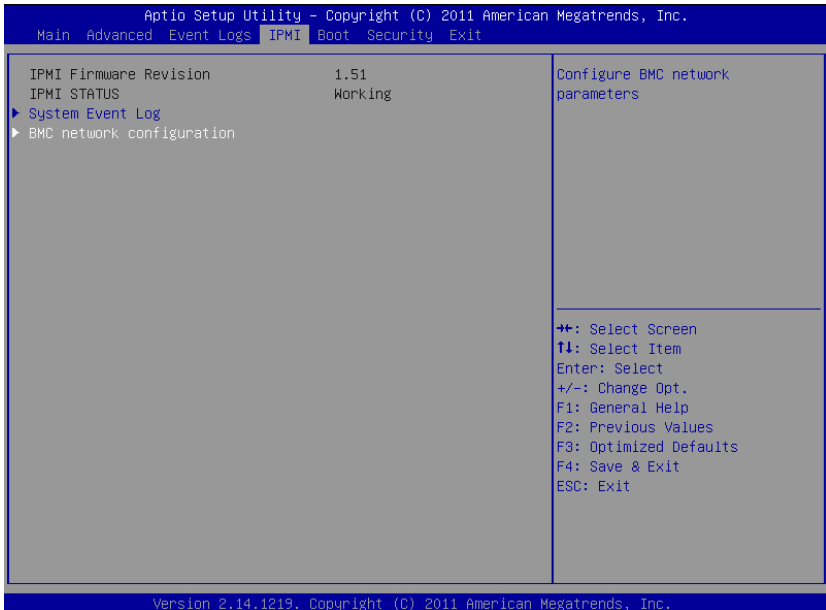 Aptio Setup Utility – Copyright (C) 2011 American Megatrends, Inc.
Main Advanced Event Logs IPMI Boot Security Exit
IPMI Firmware Revision 1.51
IPMI STATUS Working
System Event Log
BMC network configuration
Configure BMC network
parameters
→←: Select Screen
↑↓: Select Item
Enter: Select
+/-: Change Opt.
F1: General Help
F2: Previous Values
F3: Optimized Defaults
F4: Save & Exit
ESC: Exit
Version 2.14.1219. Copyright (C) 2011 American Megatrends, Inc.